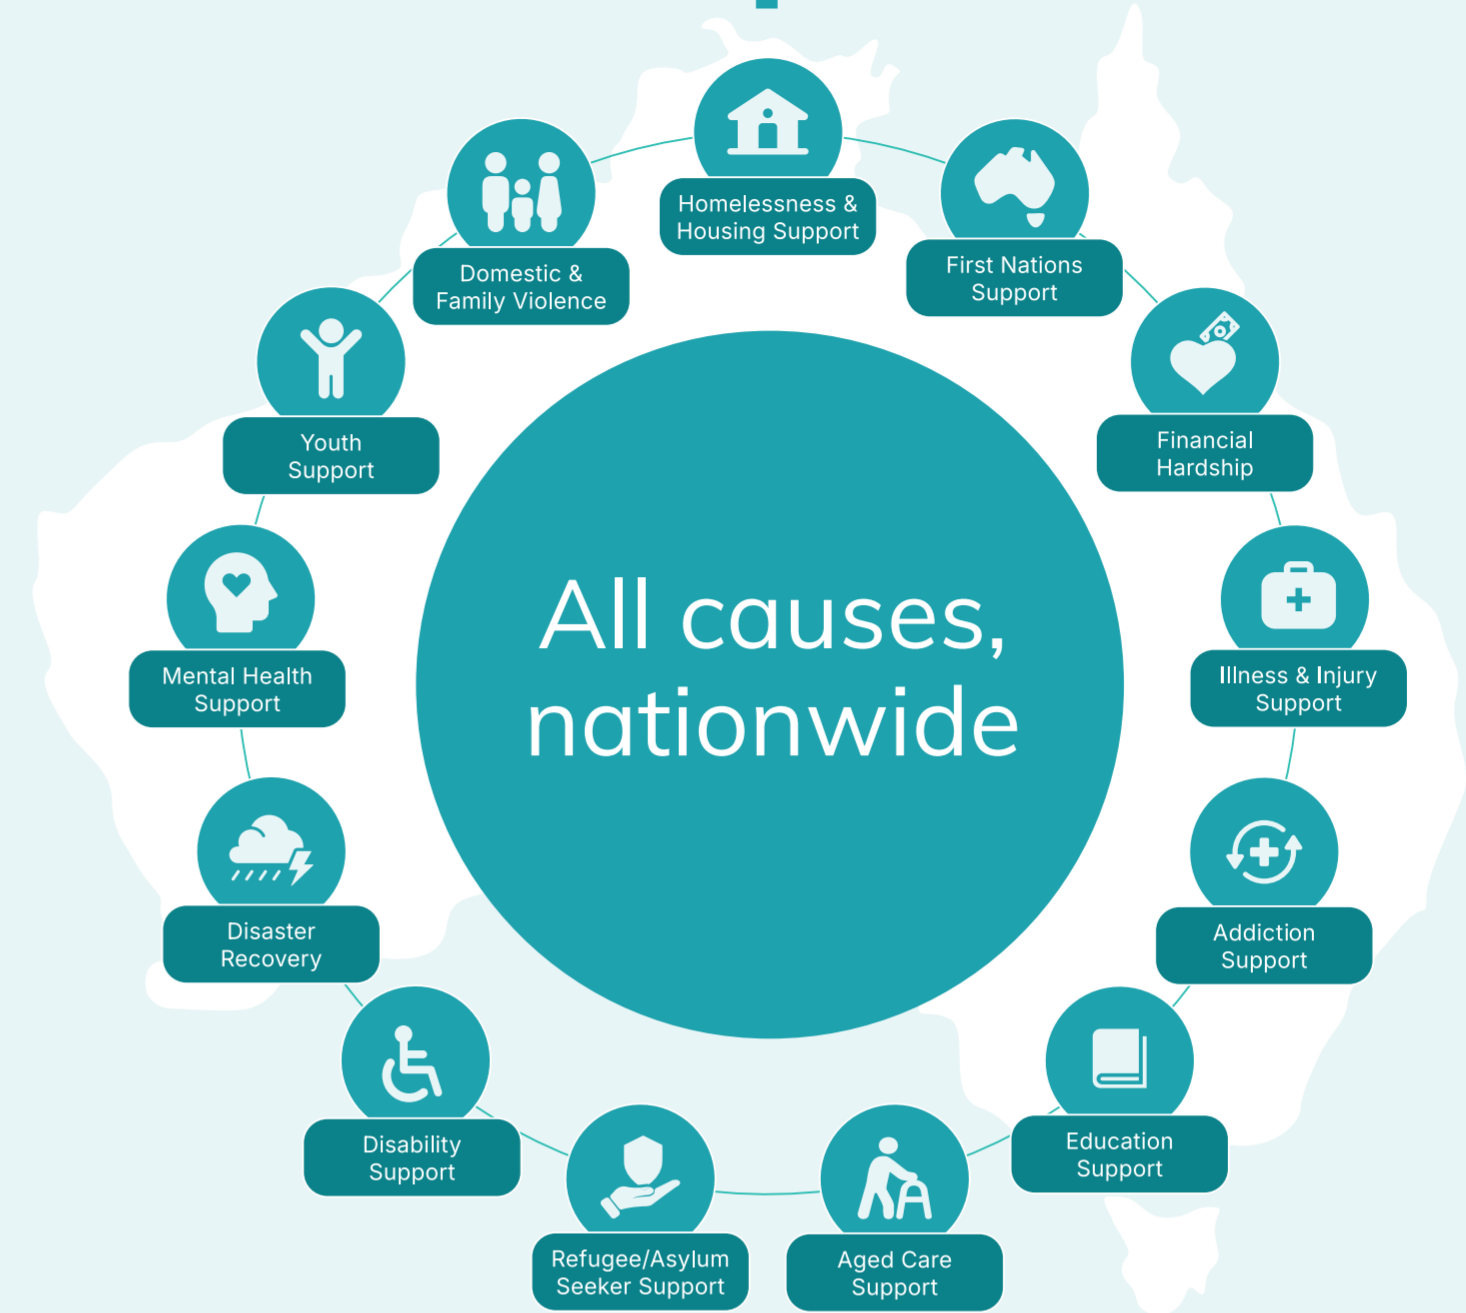 Homelessness &
Housing Support
First Nations
Support
Financial
Hardship
Illness & Injury
Support
Addiction
Support
Education
Support
Aged Care
Support
Refugee/Asylum
Seeker Support
Disability
Support
Disaster
Recovery
Mental Health
Support
Youth
Support
Domestic &
Family Violence
All causes,
nationwide